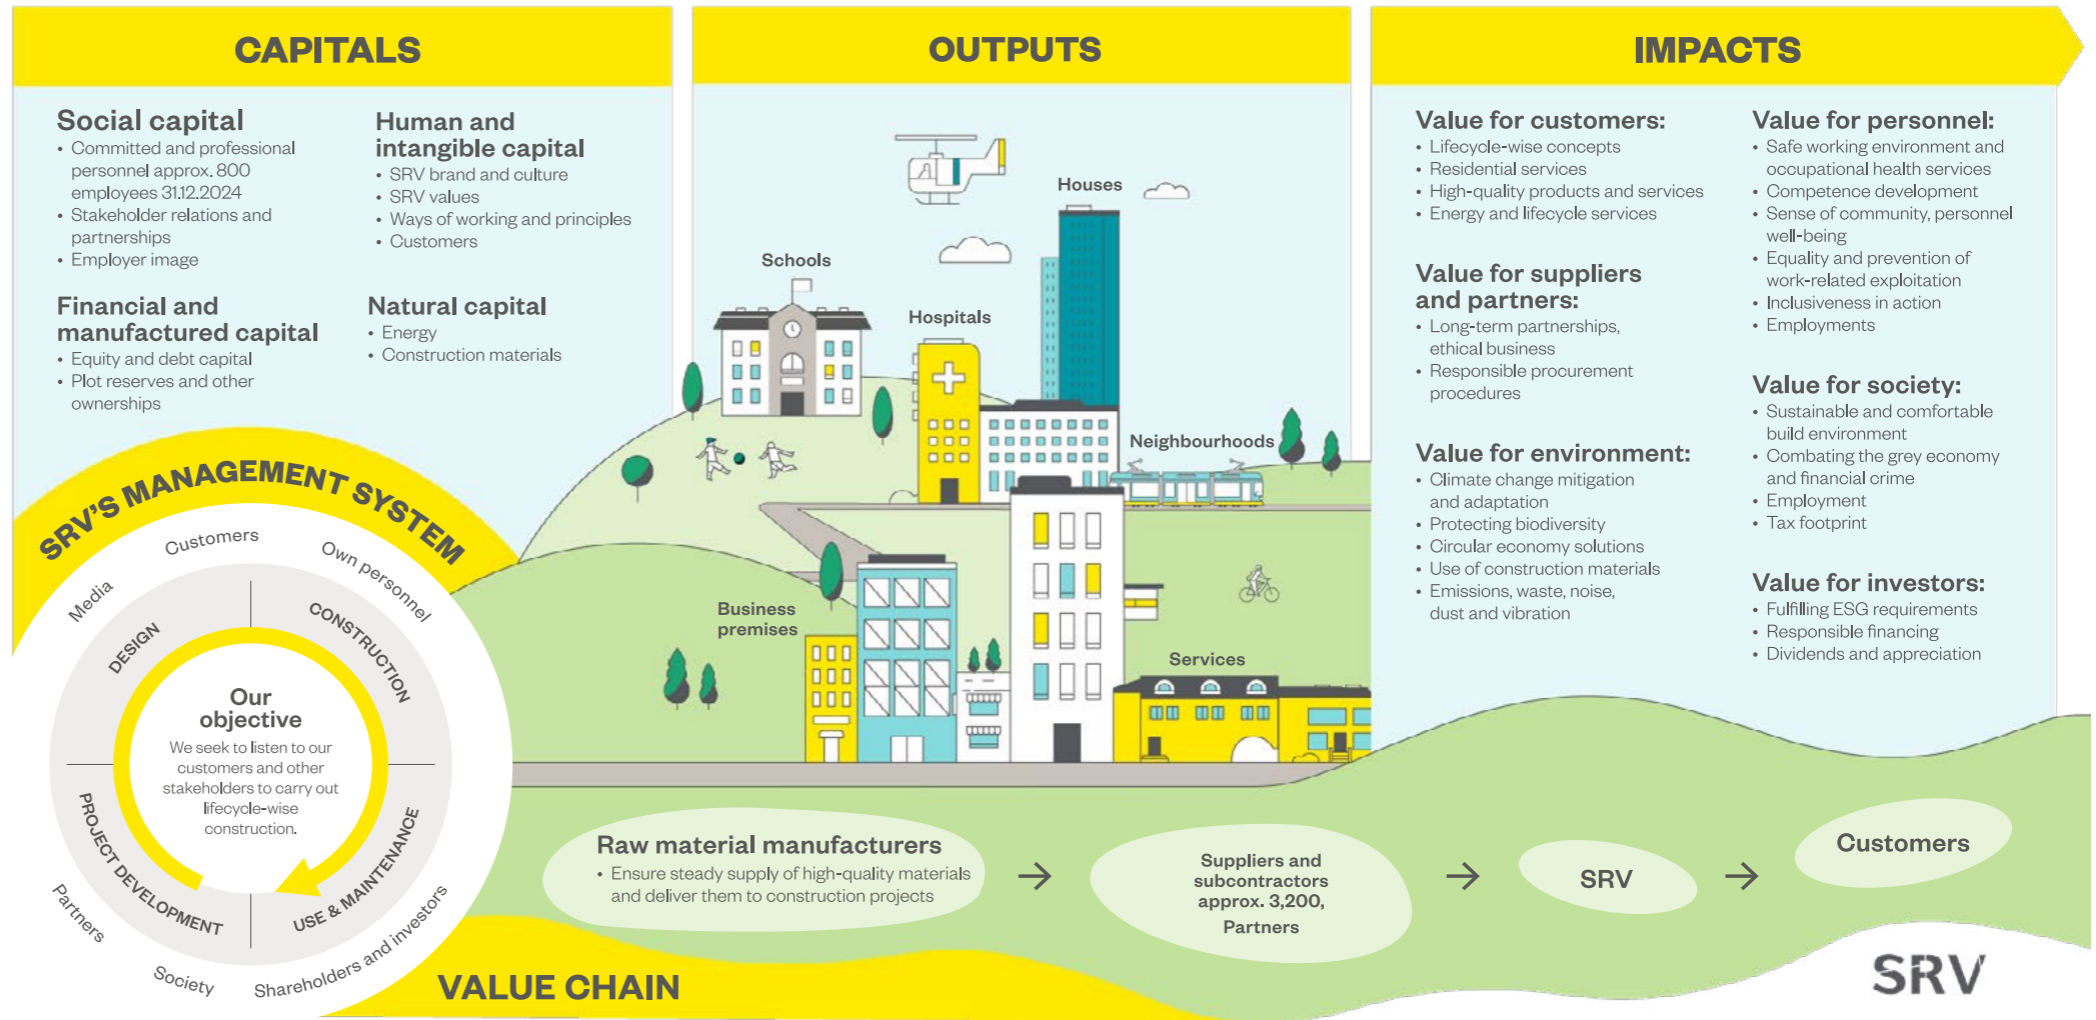 CAPITALS
Social capital
• Committed and professional
personnel approx. 800
employees 31.12.2024
• Stakeholder relations and
partnerships
• Employer image
Human and
intangible capital
• SRV brand and culture
• SRV values
• Ways of working and principles
• Customers
Financial and
manufactured capital
• Equity and debt capital
• Plot reserves and other
ownerships
Natural capital
• Energy
• Construction materials
OUTPUTS
Houses
Schools
Hospitals
Neighbourhoods
Business
premises
Services
IMPACTS
Value for customers:
• Lifecycle-wise concepts
• Residential services
• High-quality products and services
• Energy and lifecycle services
Value for suppliers
and partners:
• Long-term partnerships,
ethical business
• Responsible procurement
procedures
Value for environment:
• Climate change mitigation
and adaptation
• Protecting biodiversity
• Circular economy solutions
• Use of construction materials
• Emissions, waste, noise,
dust and vibration
Value for personnel:
• Safe working environment and
occupational health services
• Competence development
• Sense of community, personnel
well-being
• Equality and prevention of
work-related exploitation
• Inclusiveness in action
• Employments
Value for society:
• Sustainable and comfortable
build environment
• Combating the grey economy
and financial crime
• Employment
• Tax footprint
Value for investors:
• Fulfilling ESG requirements
• Responsible financing
• Dividends and appreciation
SRV'S MANAGEMENT SYSTEM
Media
Customers
Own personnel
Partners
Society
Shareholders and investors
DESIGN
CONSTRUCTION
PROJECT DEVELOPMENT
USE & MAINTENANCE
Our
objective
We seek to listen to our
customers and other
stakeholders to carry out
lifecycle-wise
construction.
VALUE CHAIN
Raw material manufacturers
• Ensure steady supply of high-quality materials
and deliver them to construction projects
→
Suppliers and
subcontractors
approx. 3,200,
Partners
→
SRV
→
Customers
SRV